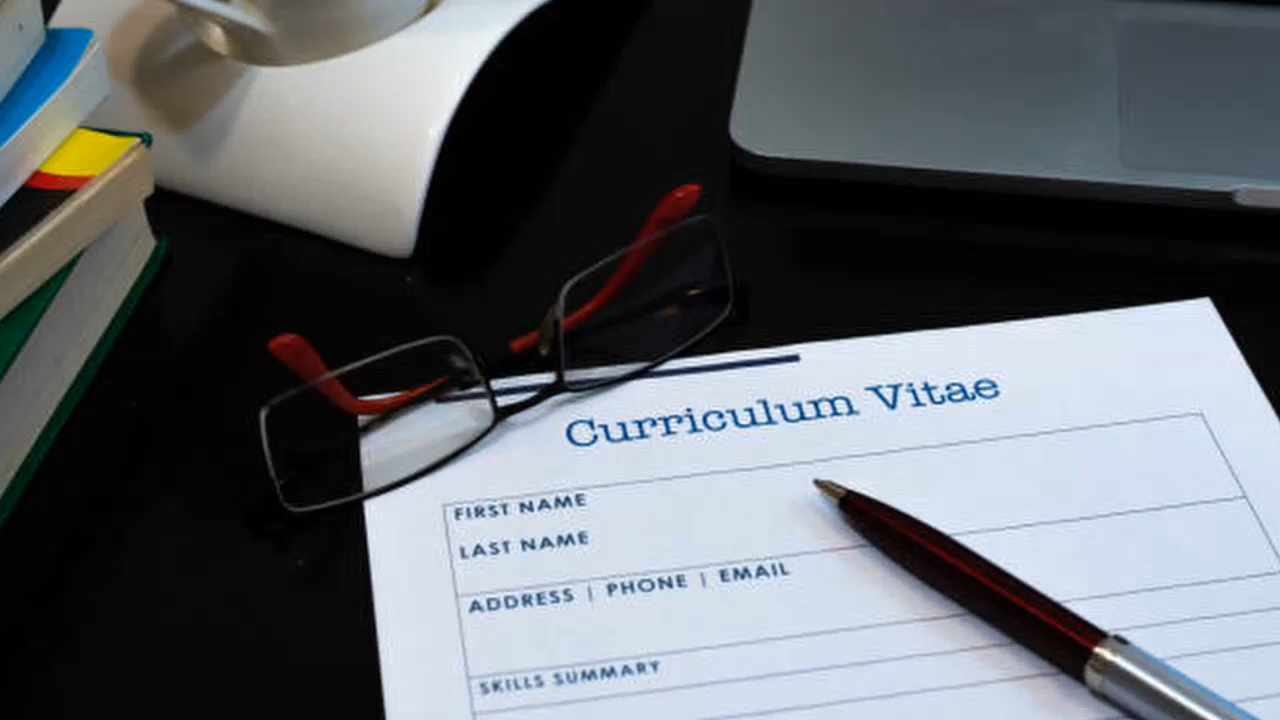 Curriculum Vitae
FIRST NAME
LAST NAME
ADDRESS | PHONE | EMAIL
SKILLS SUMMARY